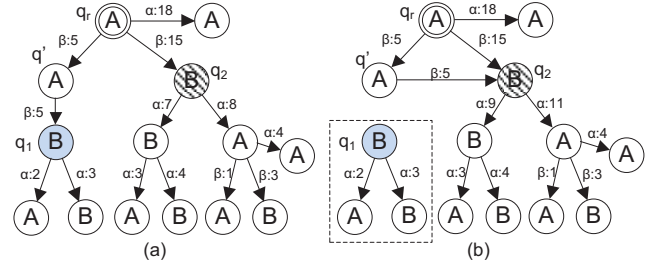 qr A α:18 A
q' β:5 β:15
A B q2
β:5 α:7 α:8
q1 B B A α:4 A
α:2 α:3 α:3 α:4 β:1 β:3
A B A B A B
(a)
qr A α:18 A
q' β:5 β:15
A β:5 B q2
α:9 α:11
q1 B B A α:4 A
α:2 α:3 α:3 α:4 β:1 β:3
A B A B A B
(b)